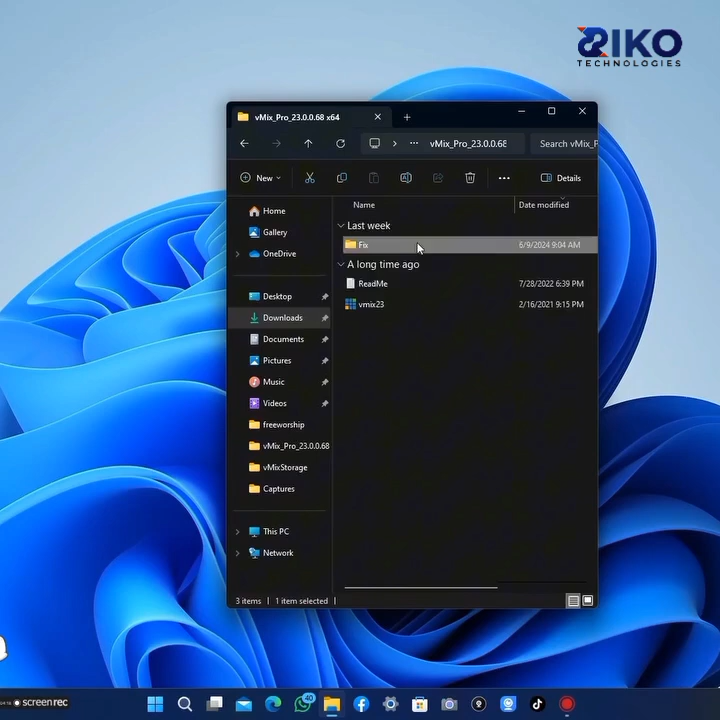 RIKO
TECHNOLOGIES
vMix_Pro_23.0.0.68 x64
vMix_Pro_23.0.0.68
Search vMix_P
New
Details
Name
Date modified
Home
Gallery
OneDrive
Desktop
Downloads
Documents
Pictures
Music
Videos
freeworship
vMix_Pro_23.0.0.68
vMixStorage
Captures
This PC
Network
Last week
Fix 6/9/2024 9:04 AM
A long time ago
ReadMe 7/28/2022 6:39 PM
vmix23 2/16/2021 9:15 PM
3 items | 1 item selected |
screenrec
40